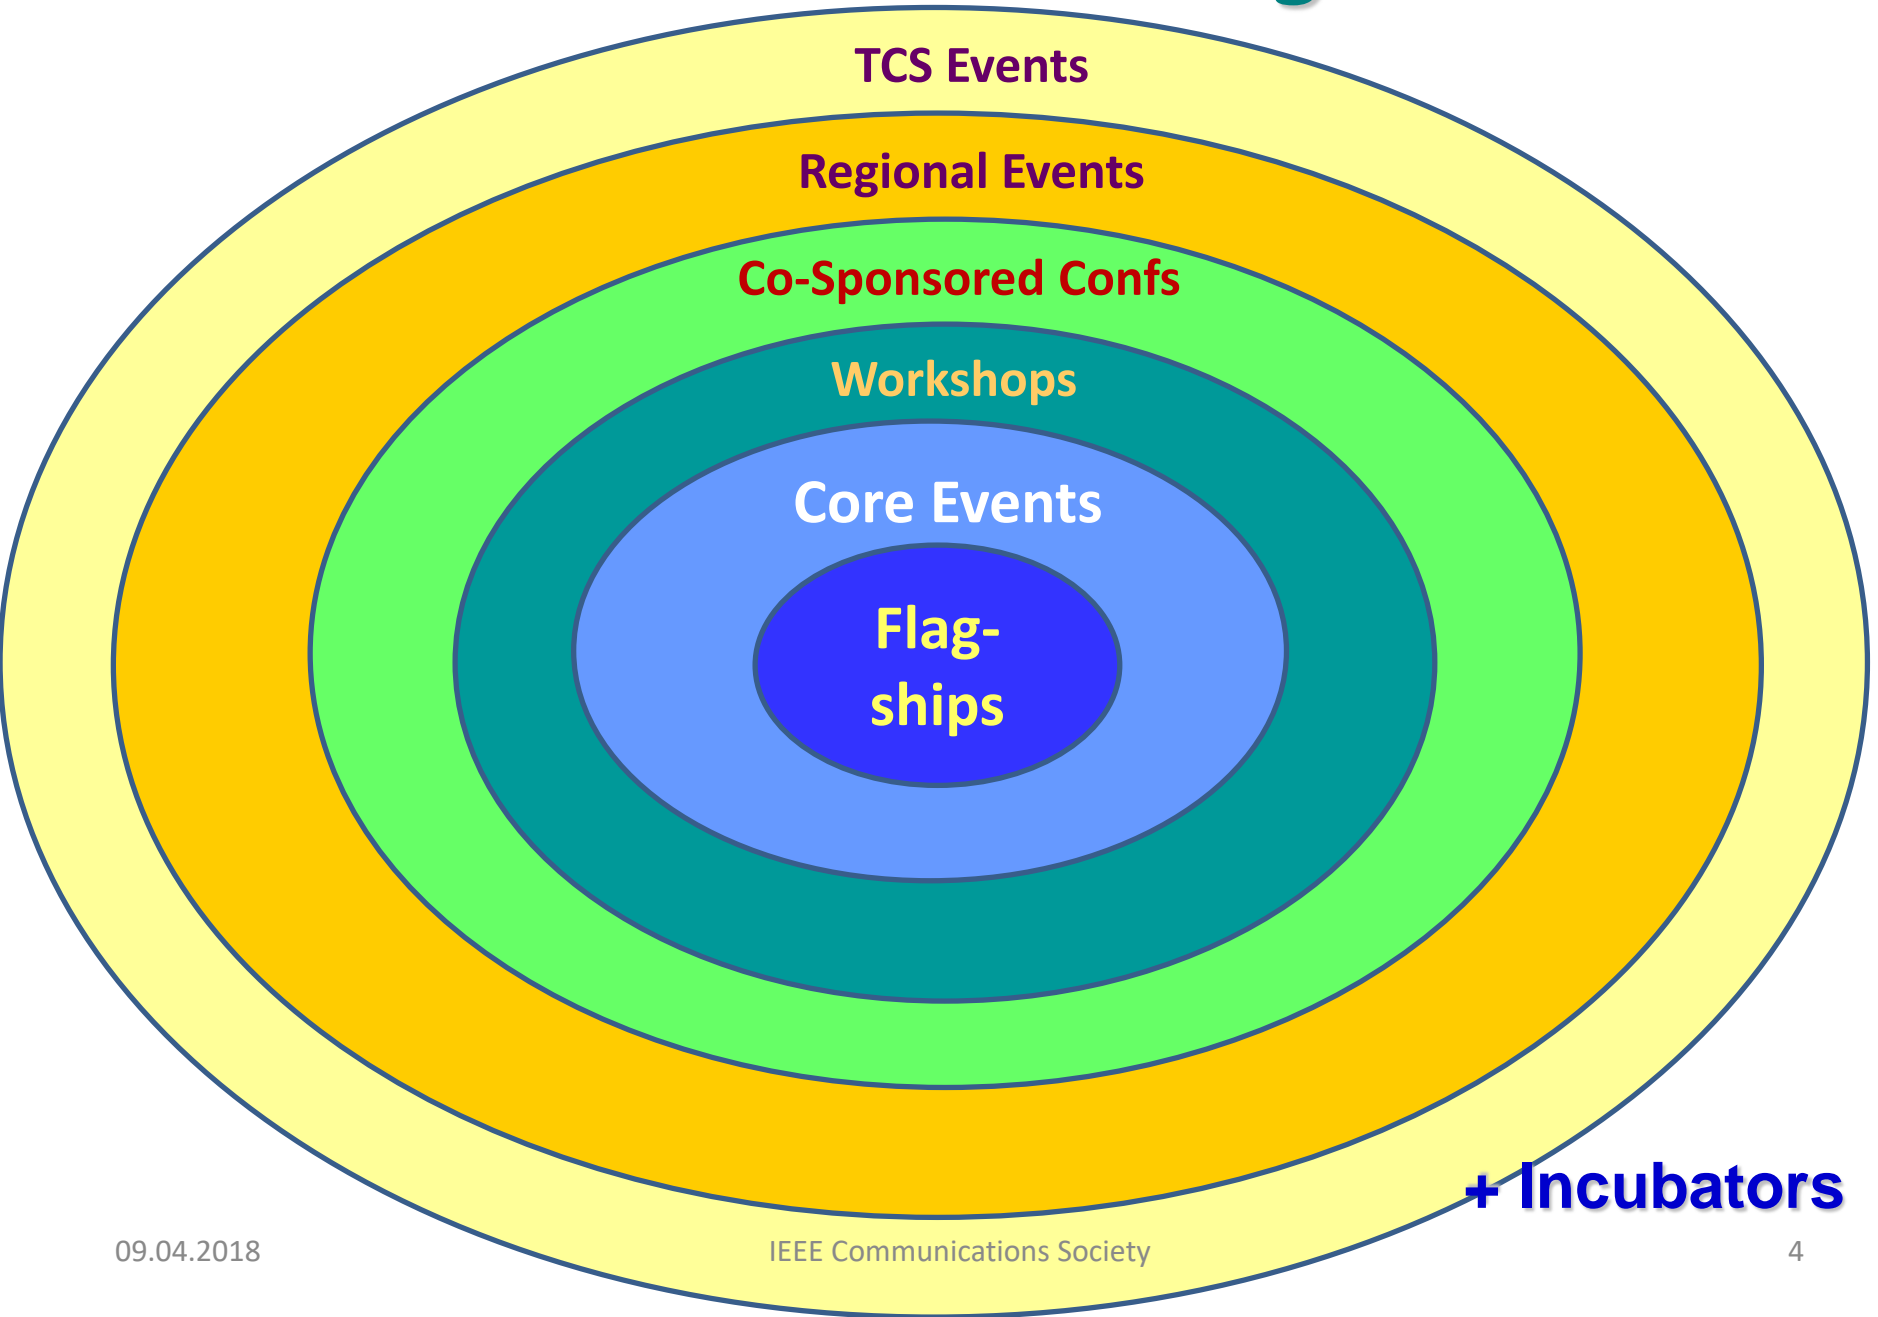 TCS Events
Regional Events
Co-Sponsored Confs
Workshops
Core Events
Flag-
ships
+ Incubators
09.04.2018
IEEE Communications Society
4